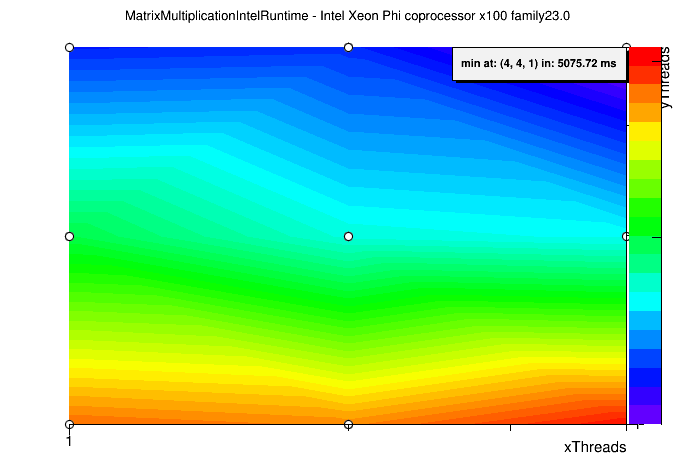 MatrixMultiplicationIntelRuntime - Intel Xeon Phi coprocessor x100 family23.0
min at: (4, 4, 1) in: 5075.72 ms
yThreads
1
xThreads